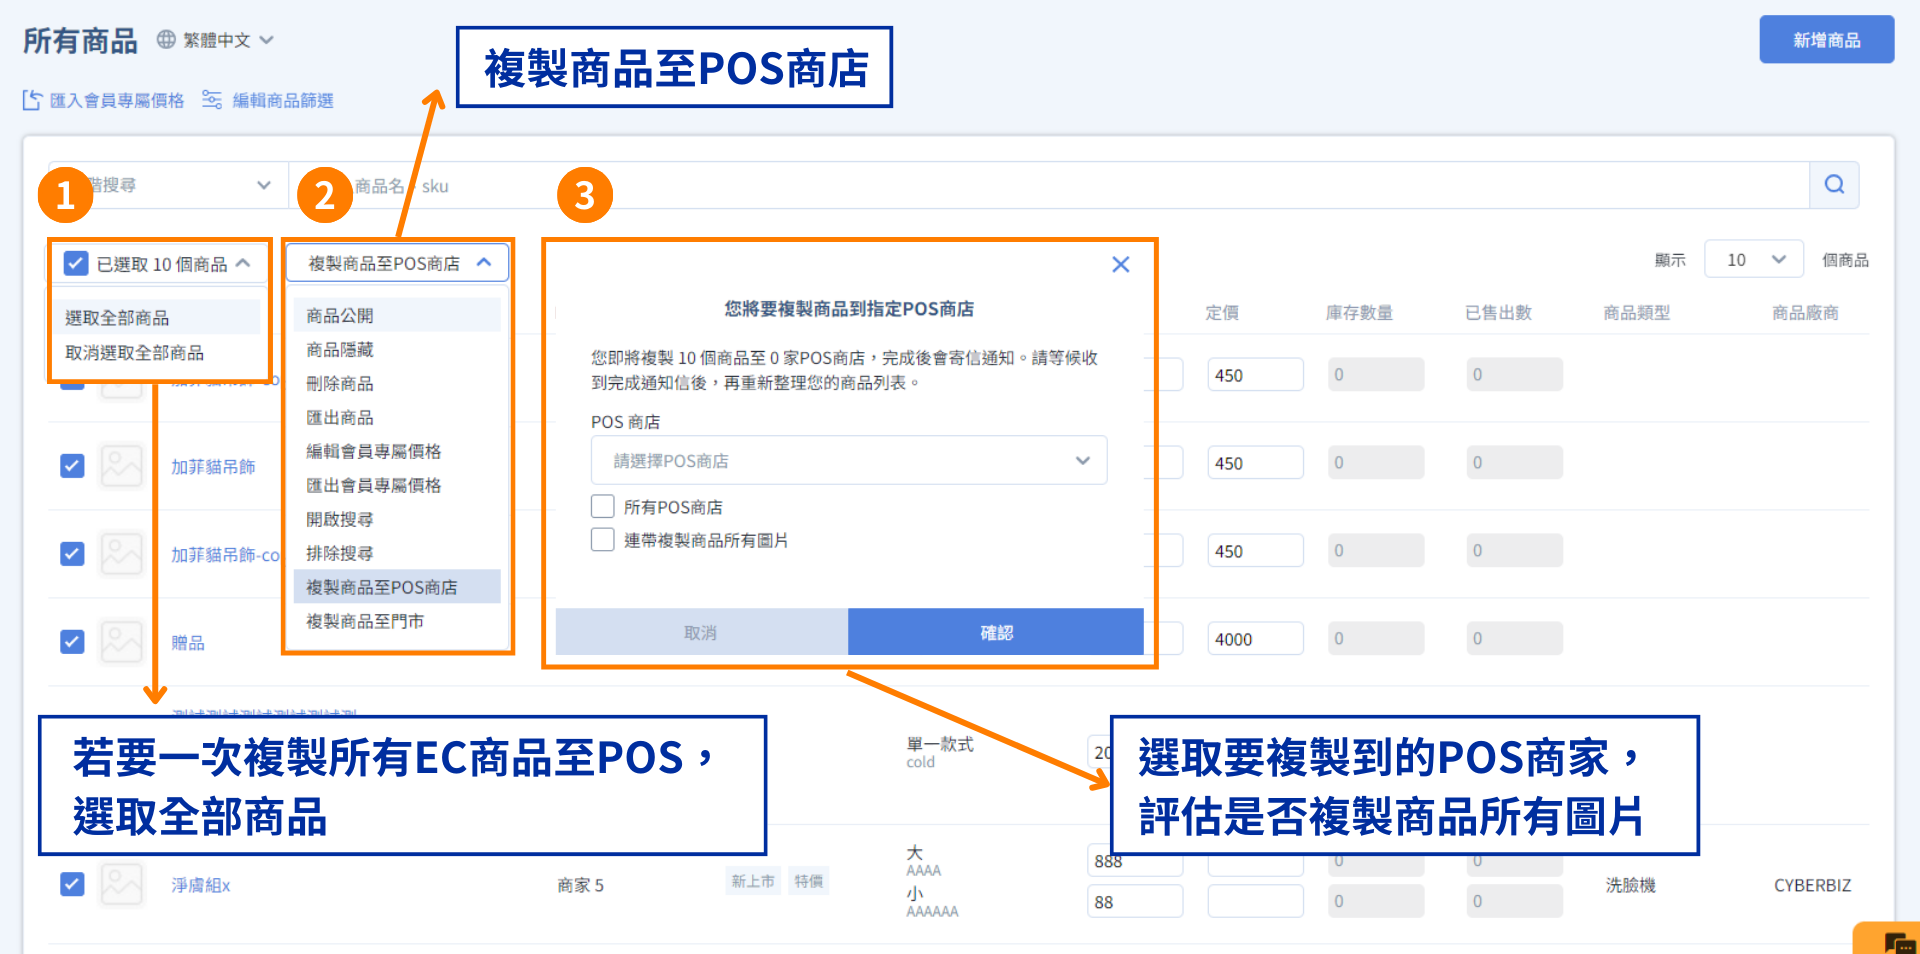 所有商品
繁體中文
新增商品
匯入會員專屬價格
編輯商品篩選
複製商品至POS商店
1
階搜尋
2
商品名
sku
3
已選取 10 個商品
選取全部商品
取消選取全部商品
複製商品至POS商店
商品公開
商品隱藏
刪除商品
匯出商品
編輯會員專屬價格
匯出會員專屬價格
開啟搜尋
排除搜尋
複製商品至POS商店
複製商品至門市
您將要複製商品到指定POS商店
您即將複製 10 個商品至 0 家POS商店，完成後會寄信通知。請等候收
到完成通知信後，再重新整理您的商品列表。
POS 商店
請選擇POS商店
所有POS商店
連帶複製商品所有圖片
取消
確認
顯示
10
個商品
定價
庫存數量
已售出數
商品類型
商品廠商
450
0
0
加菲貓吊飾
450
0
0
加菲貓吊飾-co
450
0
0
贈品
4000
0
0
單一款式
cold
20
若要一次複製所有EC商品至POS，
選取全部商品
選取要複製到的POS商家，
評估是否複製商品所有圖片
淨膚組x
商家 5
新上市
特價
大
AAAA
小
AAAAAA
888
0
0
88
0
0
洗臉機
CYBERBIZ